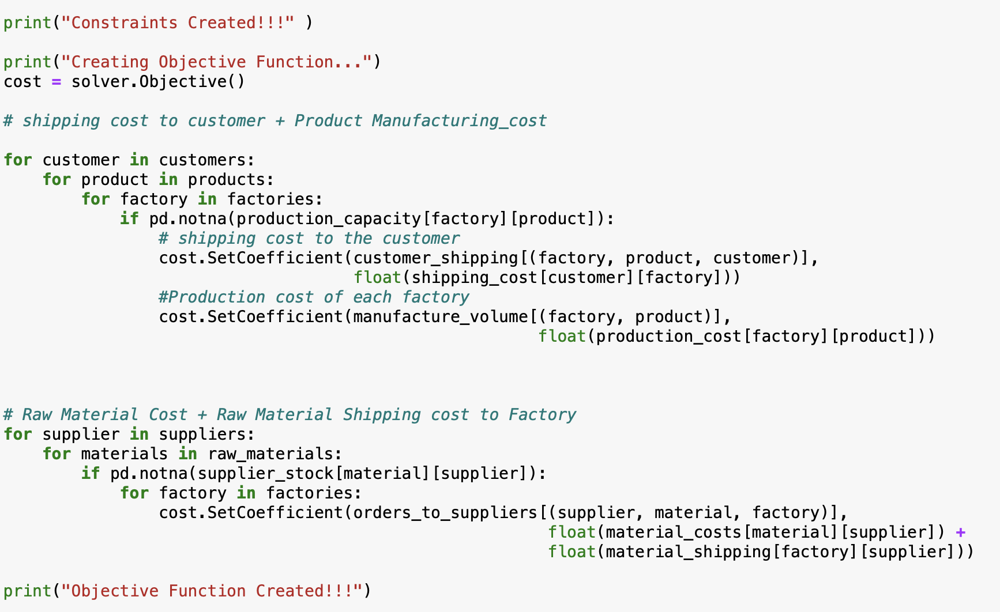 print("Constraints Created!!!" )
print("Creating Objective Function...")
cost = solver.Objective()
# shipping cost to customer + Product Manufacturing_cost
for customer in customers:
    for product in products:
        for factory in factories:
            if pd.notna(production_capacity[factory][product]):
                # shipping cost to the customer
                cost.SetCoefficient(customer_shipping[(factory, product, customer)],
                                    float(shipping_cost[customer][factory]))
                #Production cost of each factory
                cost.SetCoefficient(manufacture_volume[(factory, product)],
                                                       float(production_cost[factory][product]))
# Raw Material Cost + Raw Material Shipping cost to Factory
for supplier in suppliers:
    for materials in raw_materials:
        if pd.notna(supplier_stock[material][supplier]):
            for factory in factories:
                cost.SetCoefficient(orders_to_suppliers[(supplier, material, factory)],
                                                        float(material_costs[material][supplier]) +
                                                        float(material_shipping[factory][supplier]))
print("Objective Function Created!!!")